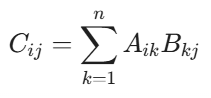 $C_{ij} = \sum_{k=1}^{n} A_{ik} B_{kj}$